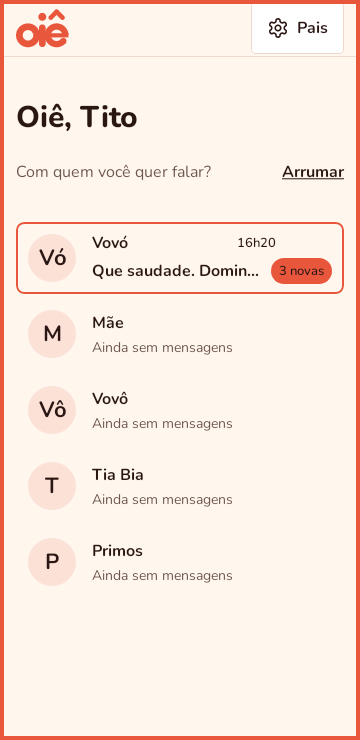 oiê
Pais
Oiê, Tito
Com quem você quer falar?
Arrumar
Vó
Vovó
16h20
Que saudade. Domin...
3 novas
M
Mãe
Ainda sem mensagens
Vô
Vovô
Ainda sem mensagens
T
Tia Bia
Ainda sem mensagens
P
Primos
Ainda sem mensagens